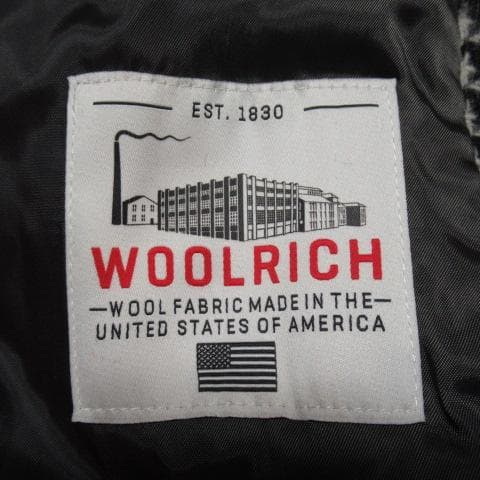 EST. 1830
WOOLRICH
WOOL FABRIC MADE IN THE
UNITED STATES OF AMERICA